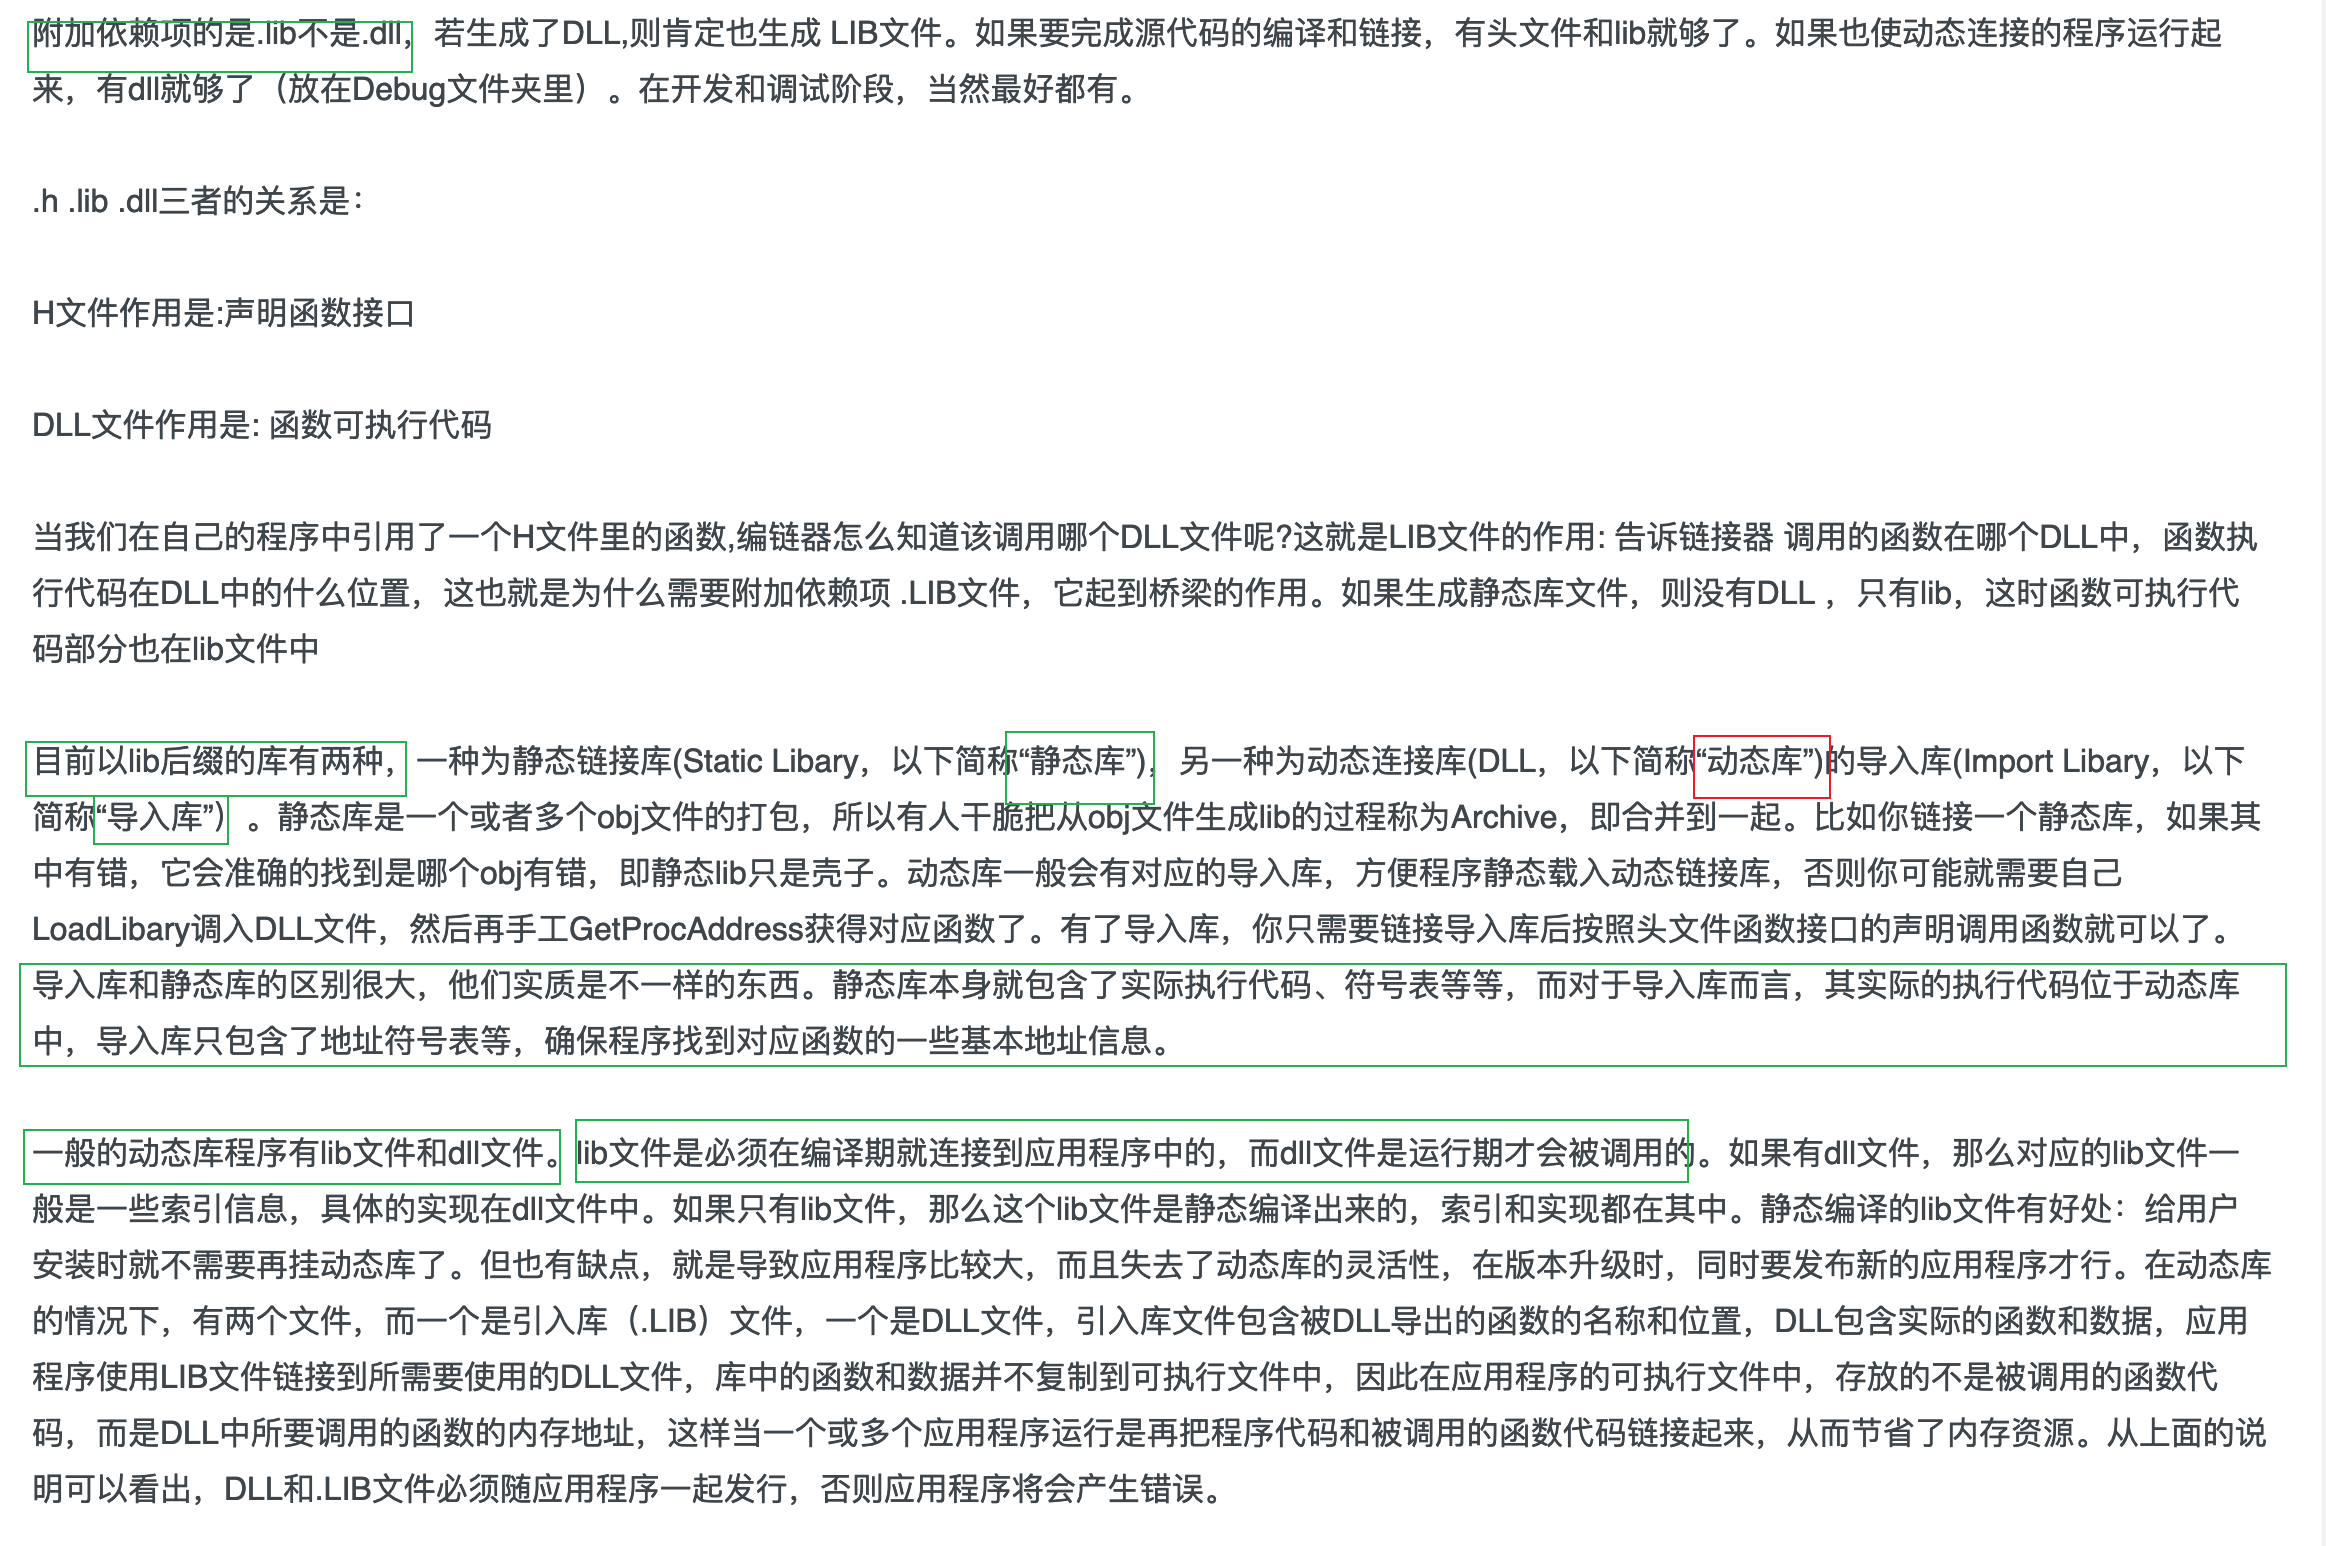 附加依赖项的是.lib不是.dll，若生成了DLL,则肯定也生成 LIB文件。如果要完成源代码的编译和链接，有头文件和lib就够了。如果也使动态连接的程序运行起
来，有dll就够了（放在Debug文件夹里）。在开发和调试阶段，当然最好都有。
.h .lib .dll三者的关系是：
H文件作用是:声明函数接口
DLL文件作用是: 函数可执行代码
当我们在自己的程序中引用了一个H文件里的函数,编链器怎么知道该调用哪个DLL文件呢?这就是LIB文件的作用: 告诉链接器 调用的函数在哪个DLL中，函数执
行代码在DLL中的什么位置，这也就是为什么需要附加依赖项 .LIB文件，它起到桥梁的作用。如果生成静态库文件，则没有DLL ，只有lib，这时函数可执行代
码部分也在lib文件中
目前以lib后缀的库有两种，一种为静态链接库(Static Libary，以下简称“静态库”)，另一种为动态连接库(DLL，以下简称“动态库”)的导入库(Import Libary，以下
简称“导入库”）。静态库是一个或者多个obj文件的打包，所以有人干脆把从obj文件生成lib的过程称为Archive，即合并到一起。比如你链接一个静态库，如果其
中有错，它会准确的找到是哪个obj有错，即静态lib只是壳子。动态库一般会有对应的导入库，方便程序静态载入动态链接库，否则你可能就需要自己
LoadLibary调入DLL文件，然后再手工GetProcAddress获得对应函数了。有了导入库，你只需要链接导入库后按照头文件函数接口的声明调用函数就可以了。
导入库和静态库的区别很大，他们实质是不一样的东西。静态库本身就包含了实际执行代码、符号表等等，而对于导入库而言，其实际的执行代码位于动态库
中，导入库只包含了地址符号表等，确保程序找到对应函数的一些基本地址信息。
一般的动态库程序有lib文件和dll文件。lib文件是必须在编译期就连接到应用程序中的，而dll文件是运行期才会被调用的。如果有dll文件，那么对应的lib文件一
般是一些索引信息，具体的实现在dll文件中。如果只有lib文件，那么这个lib文件是静态编译出来的，索引和实现都在其中。静态编译的lib文件有好处：给用户
安装时就不需要再挂动态库了。但也有缺点，就是导致应用程序比较大，而且失去了动态库的灵活性，在版本升级时，同时要发布新的应用程序才行。在动态库
的情况下，有两个文件，而一个是引入库（.LIB）文件，一个是DLL文件，引入库文件包含被DLL导出的函数的名称和位置，DLL包含实际的函数和数据，应用
程序使用LIB文件链接到所需要使用的DLL文件，库中的函数和数据并不复制到可执行文件中，因此在应用程序的可执行文件中，存放的不是被调用的函数代
码，而是DLL中所要调用的函数的内存地址，这样当一个或多个应用程序运行是再把程序代码和被调用的函数代码链接起来，从而节省了内存资源。从上面的说
明可以看出，DLL和.LIB文件必须随应用程序一起发行，否则应用程序将会产生错误。